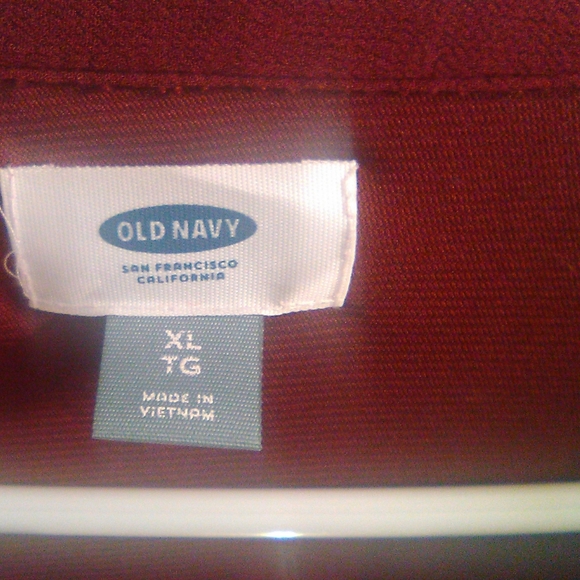 OLD NAVY
SAN FRANCISCO
CALIFORNIA
XL
TG
MADE IN
VIETNAM